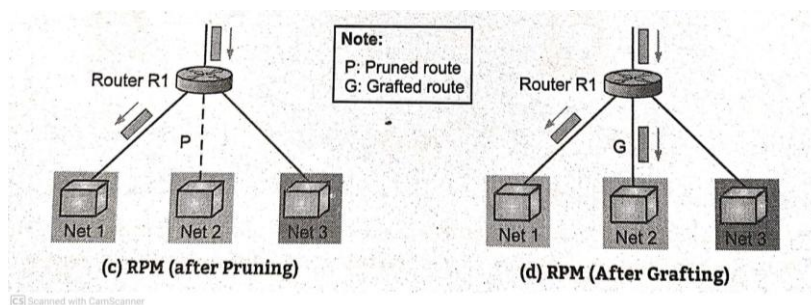 Note:
P: Pruned route
G: Grafted route
Router R1
P
Net 1
Net 2
Net 3
(c) RPM (after Pruning)
Router R1
G
Net 1
Net 2
Net 3
(d) RPM (After Grafting)
CS Scanned with CamScanner